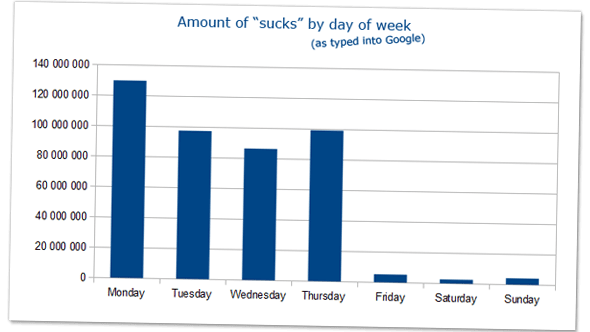 Amount of “sucks” by day of week
(as typed into Google)
140 000 000
120 000 000
100 000 000
80 000 000
60 000 000
40 000 000
20 000 000
0
Monday Tuesday Wednesday Thursday Friday Saturday Sunday